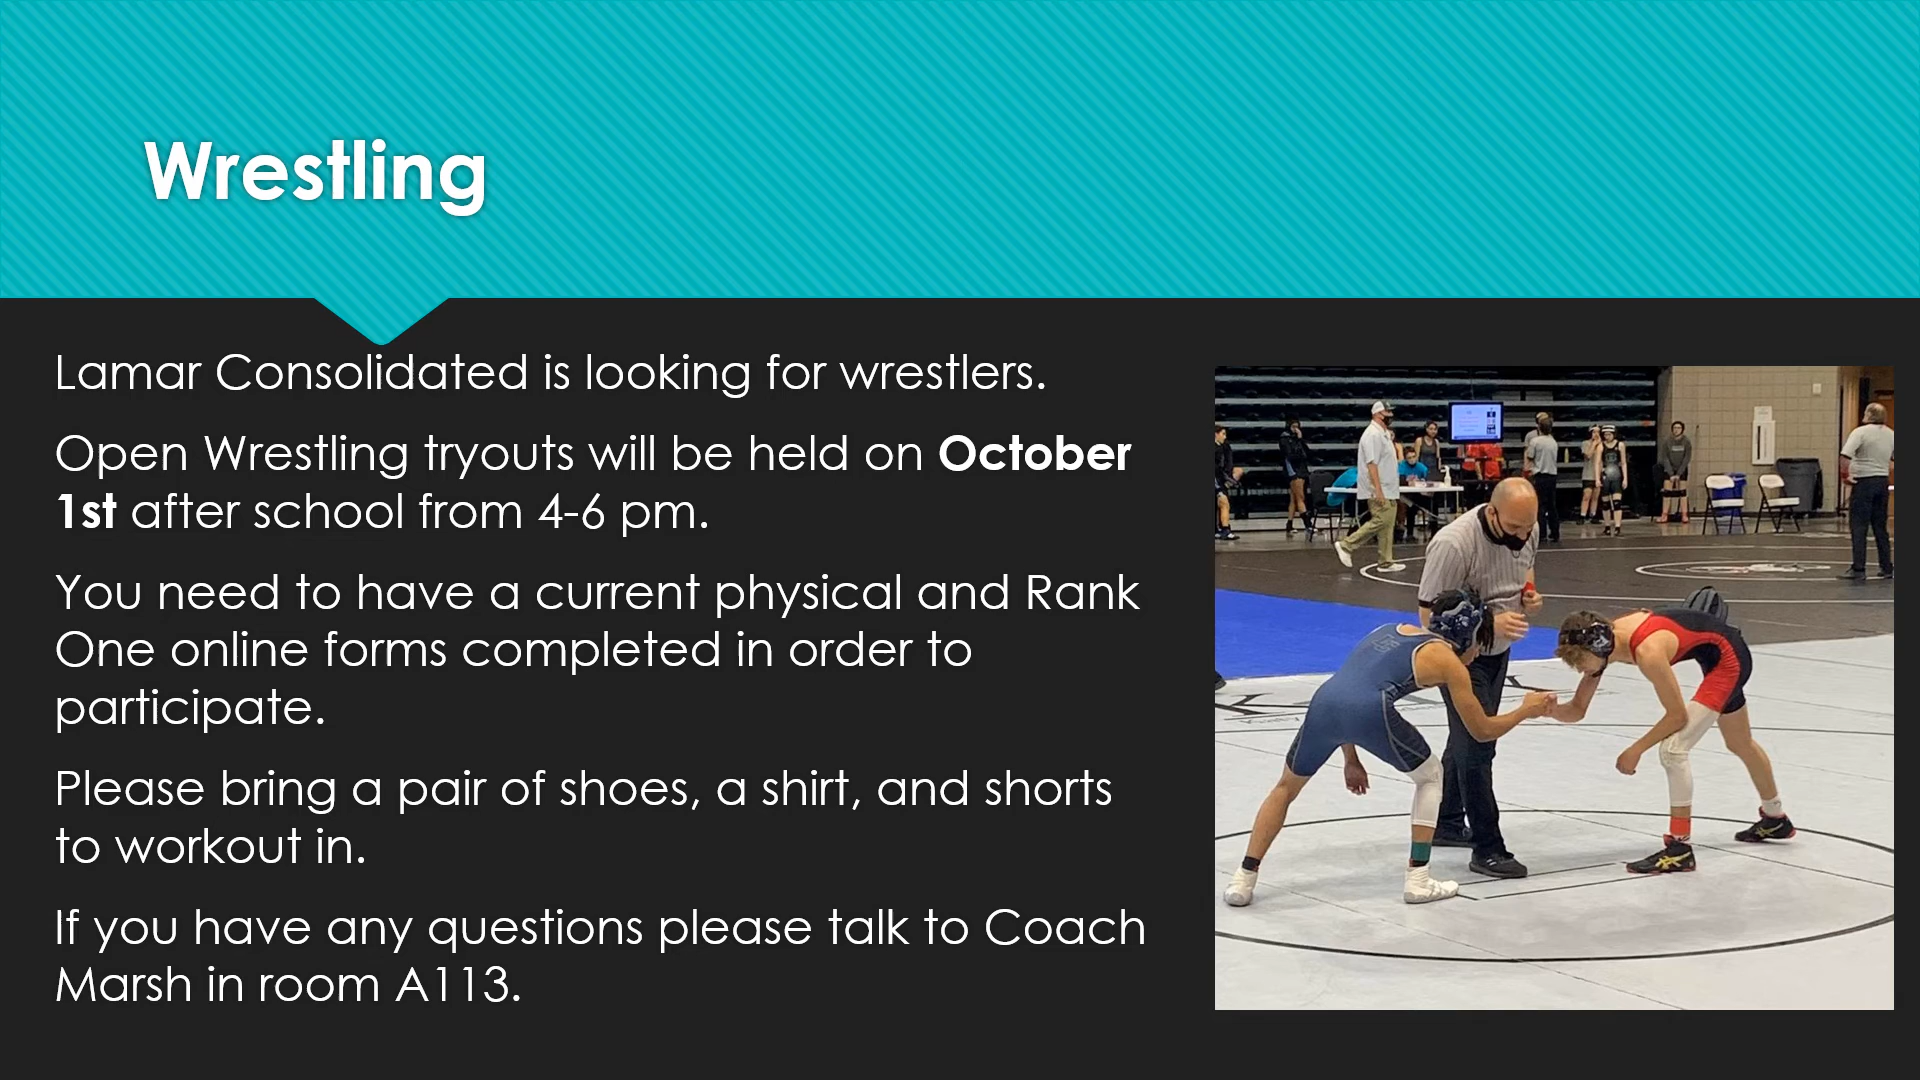 Wrestling
Lamar Consolidated is looking for wrestlers.
Open Wrestling tryouts will be held on October
1st after school from 4-6 pm.
You need to have a current physical and Rank
One online forms completed in order to
participate.
Please bring a pair of shoes, a shirt, and shorts
to workout in.
If you have any questions please talk to Coach
Marsh in room A113.